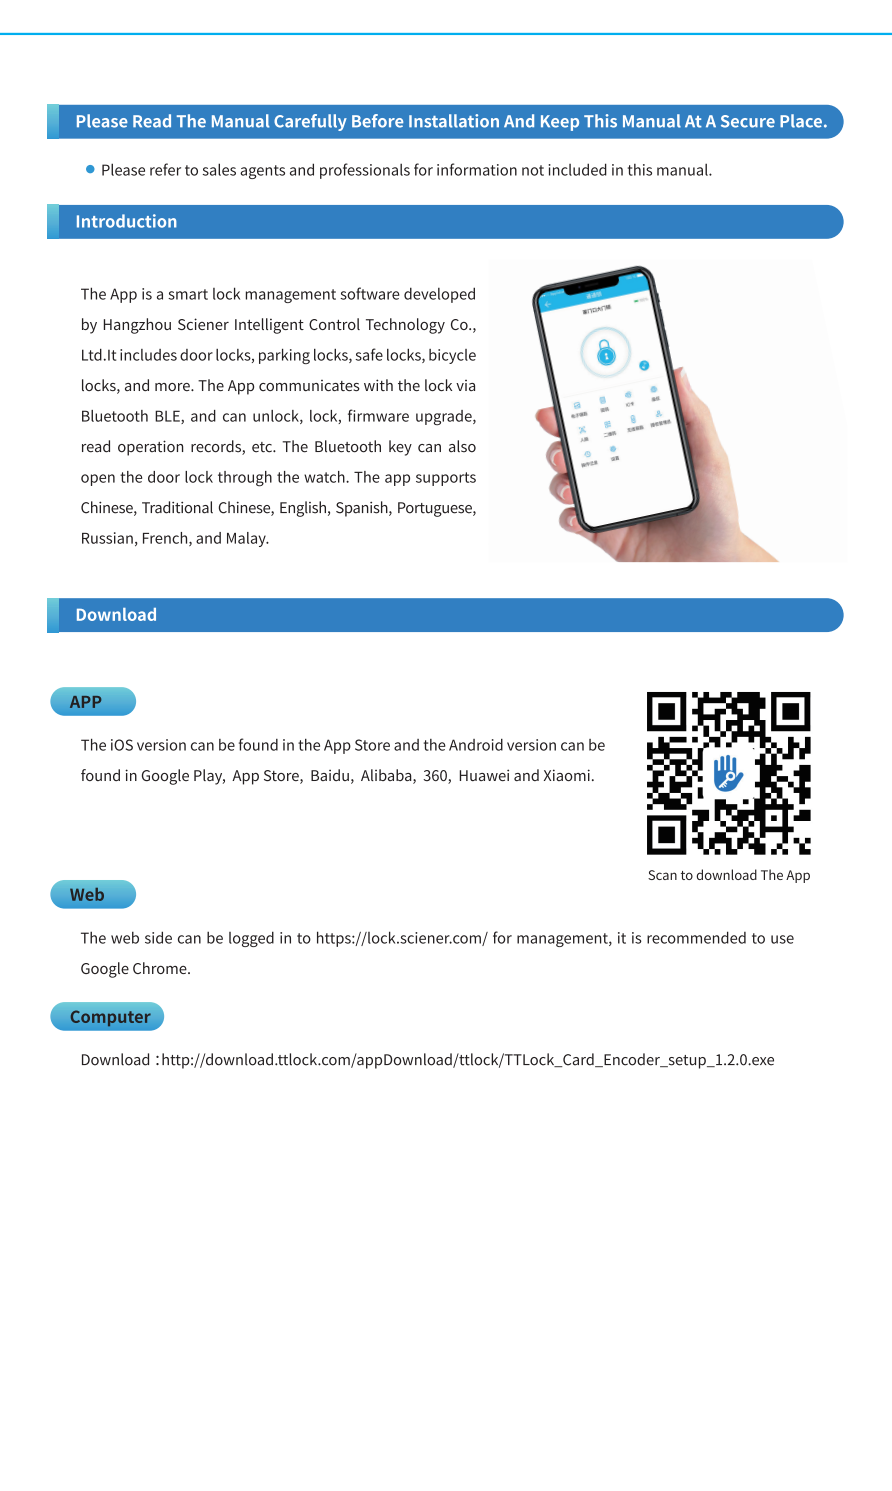 Please Read The Manual Carefully Before Installation And Keep This Manual At A Secure Place.
Please refer to sales agents and professionals for information not included in this manual.
Introduction
The App is a smart lock management software developed
by Hangzhou Sciener Intelligent Control Technology Co.,
Ltd.It includes door locks, parking locks, safe locks, bicycle
locks, and more. The App communicates with the lock via
Bluetooth BLE, and can unlock, lock, firmware upgrade,
read operation records, etc. The Bluetooth key can also
open the door lock through the watch. The app supports
Chinese, Traditional Chinese, English, Spanish, Portuguese,
Russian, French, and Malay.
Download
APP
The iOS version can be found in the App Store and the Android version can be
found in Google Play, App Store, Baidu, Alibaba, 360, Huawei and Xiaomi.
Scan to download The App
Web
The web side can be logged in to https://lock.sciener.com/ for management, it is recommended to use
Google Chrome.
Computer
Download：http://download.ttlock.com/appDownload/ttlock/TTLock_Card_Encoder_setup_1.2.0.exe